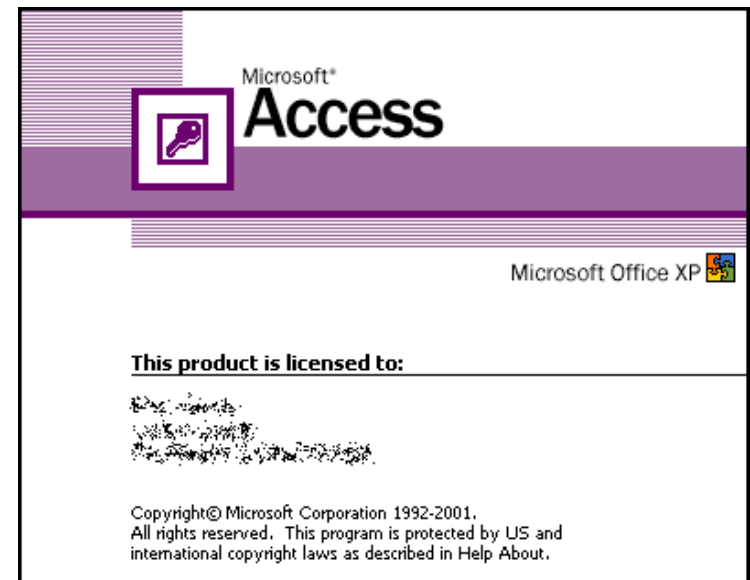 Microsoft®
Access
Microsoft Office XP
This product is licensed to:
Copyright© Microsoft Corporation 1992-2001.
All rights reserved.  This program is protected by US and
international copyright laws as described in Help About.